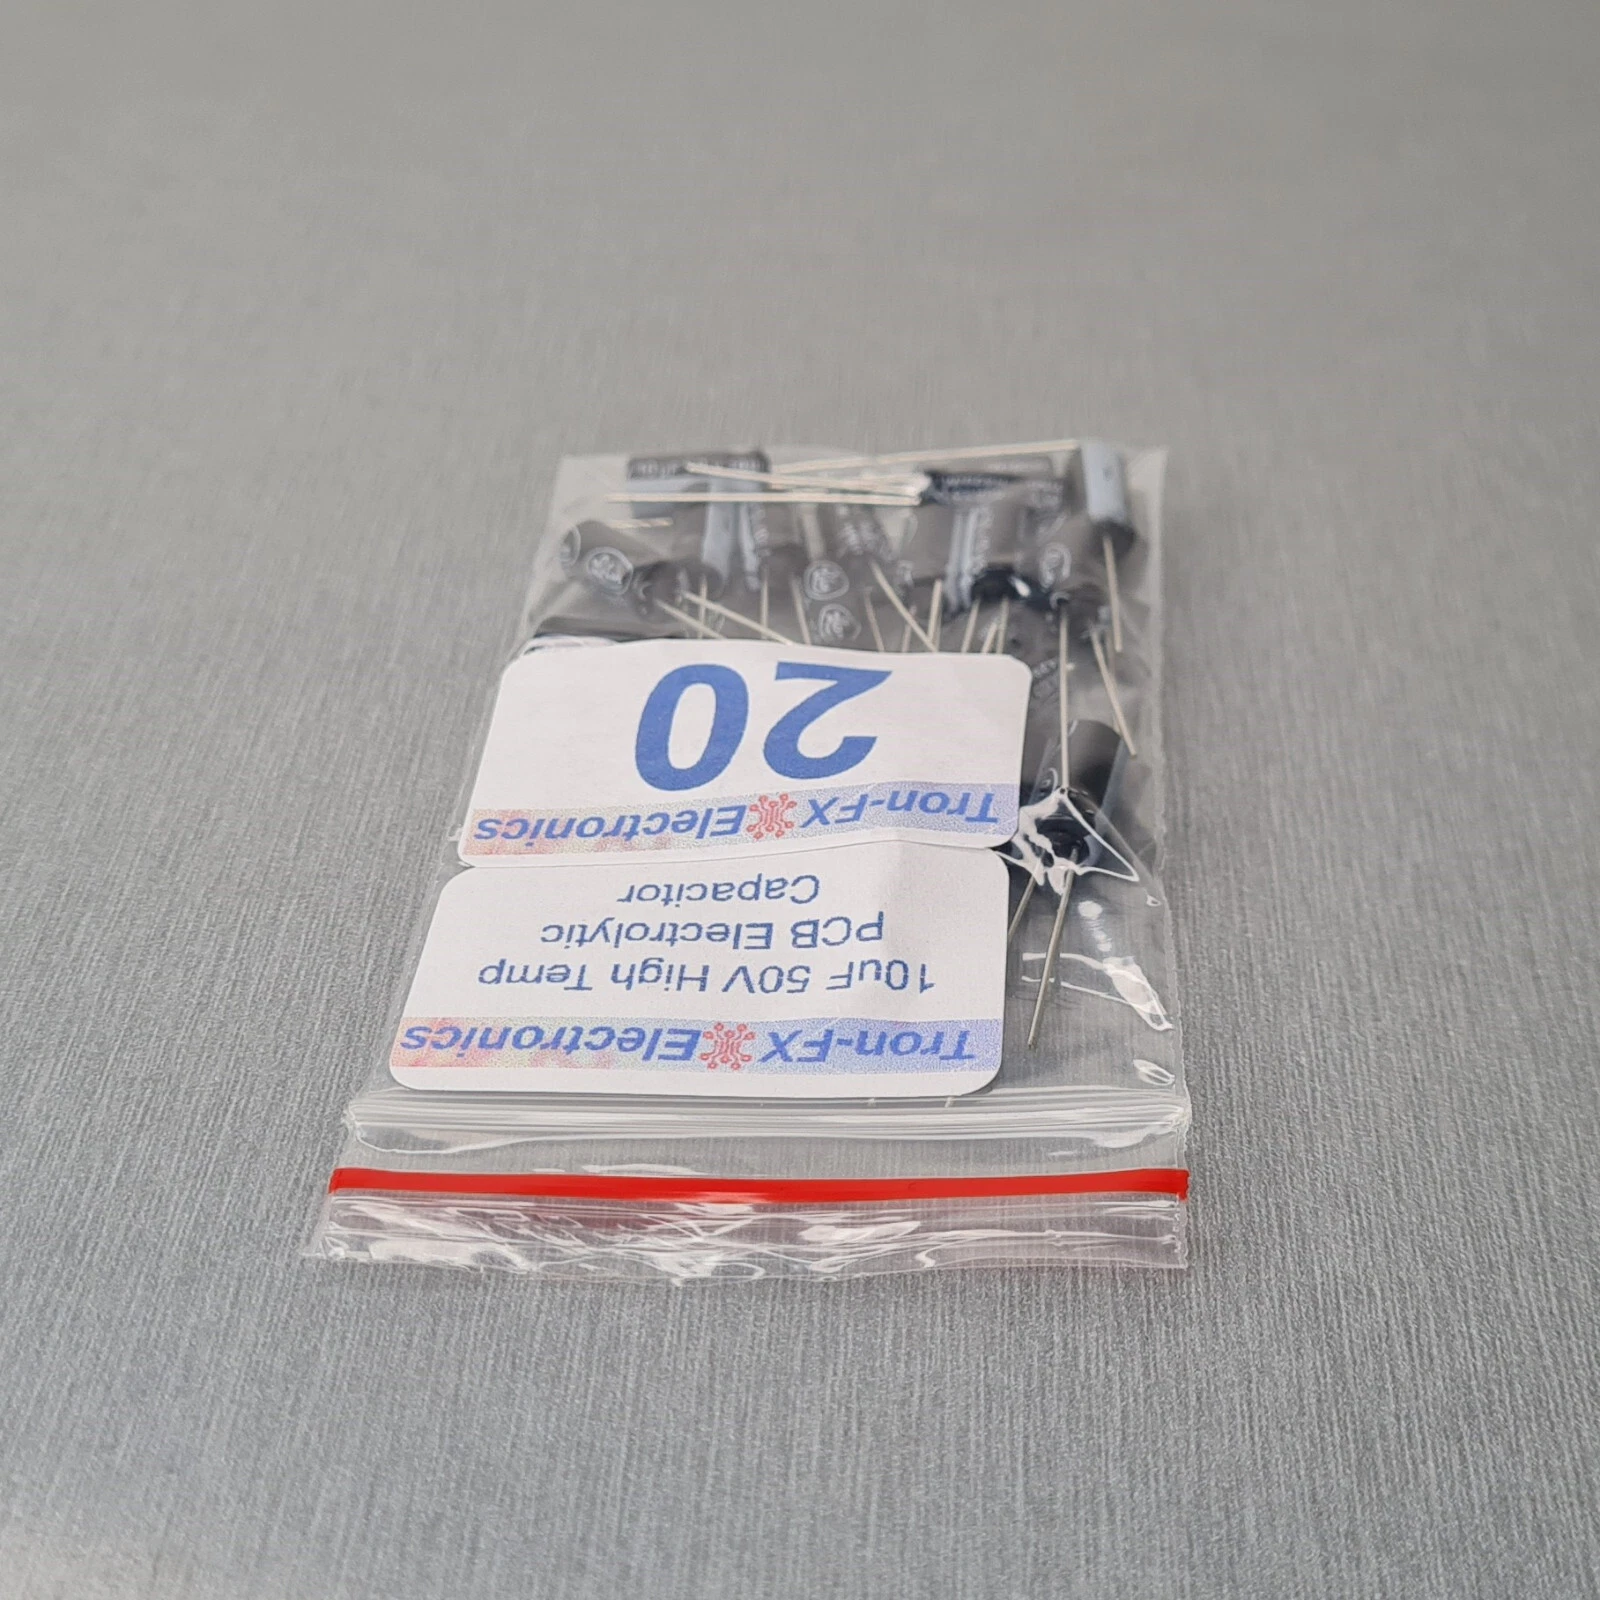 Tron-FX Electronics
10uF 50V High Temp
PCB Electrolytic
Capacitor
Tron-FX Electronics
20